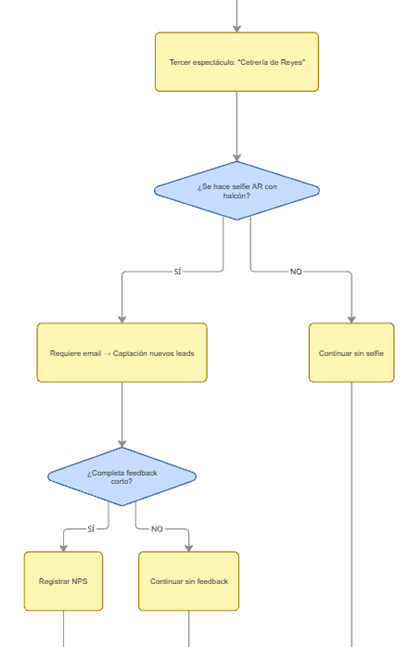 Tercer espectáculo: "Cetrería de Reyes"
¿Se hace selfie AR con
halcón?
SÍ
NO
Requiere email → Captación nuevos leads
Continuar sin selfie
¿Completa feedback
corto?
SÍ
NO
Registrar NPS
Continuar sin feedback